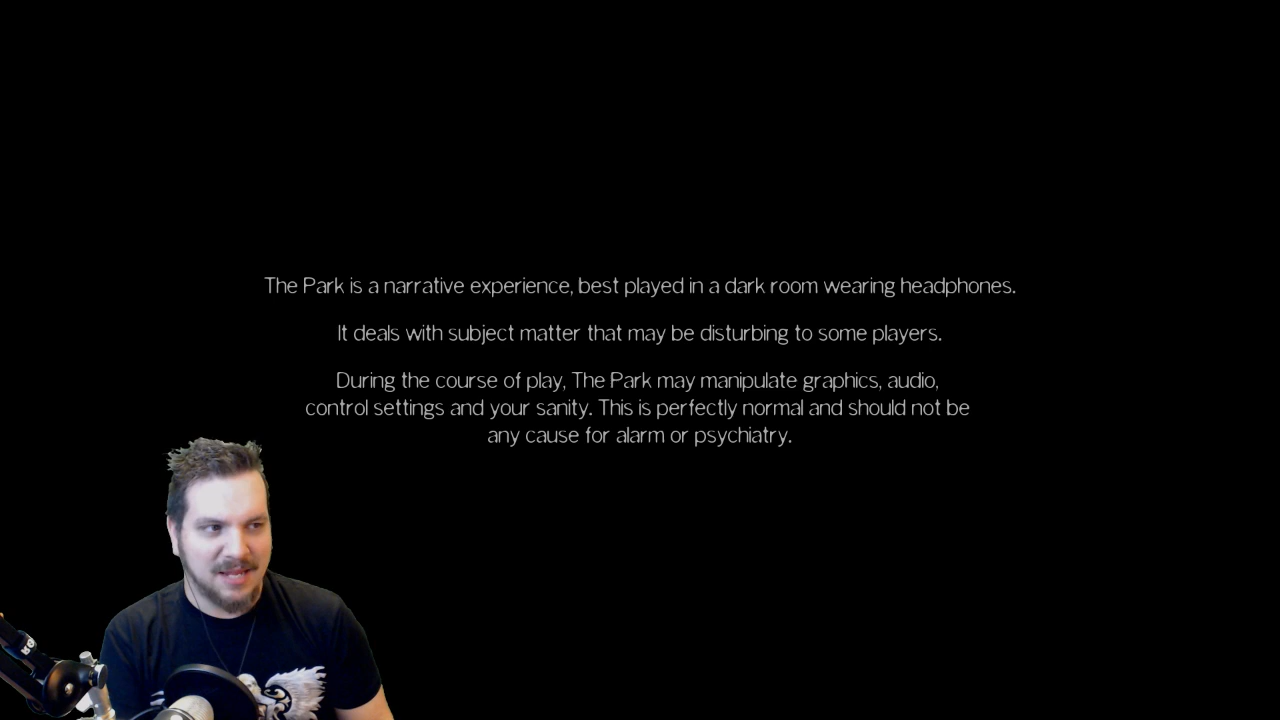 The Park is a narrative experience, best played in a dark room wearing headphones.
It deals with subject matter that may be disturbing to some players.
During the course of play, The Park may manipulate graphics, audio,
control settings and your sanity. This is perfectly normal and should not be
any cause for alarm or psychiatry.